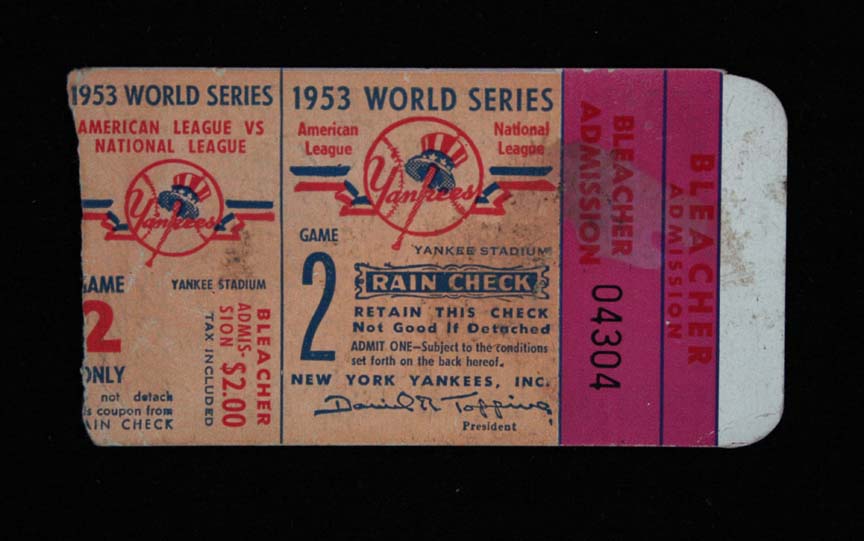 1953 WORLD SERIES
AMERICAN LEAGUE VS
NATIONAL LEAGUE
Yankees
YANKEE STADIUM
GAME
2
ONLY
not detach
coupon from
RAIN CHECK
BLEACHER
ADMIS-
SION $2.00
TAX INCLUDED
1953 WORLD SERIES
American
League
National
League
Yankees
GAME
2
YANKEE STADIUM
RAIN CHECK
RETAIN THIS CHECK
Not Good If Detached
ADMIT ONE—Subject to the conditions
set forth on the back hereof.
NEW YORK YANKEES, INC.
Daniel R Topping
President
BLEACHER
ADMISSION
04304
BLEACHER
ADMISSION